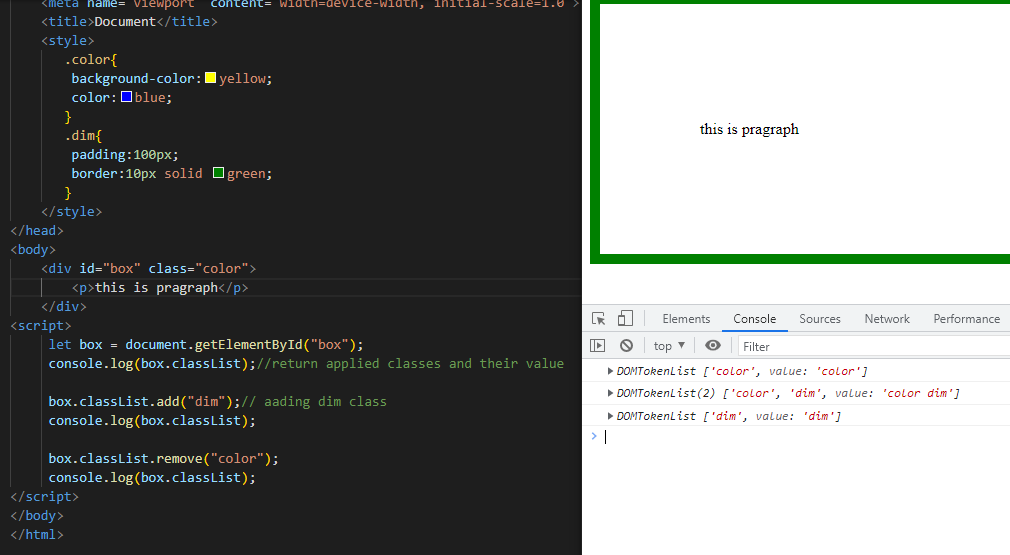 <meta name="viewport" content="width=device-width, initial-scale=1.0">
<title>Document</title>
<style>
.color{
background-color:yellow;
color:blue;
}
.dim{
padding:100px;
border:10px solid green;
}
</style>
</head>
<body>
<div id="box" class="color">
<p>this is pragraph</p>
</div>
<script>
let box = document.getElementById("box");
console.log(box.classList);//return applied classes and their value
box.classList.add("dim");// aading dim class
console.log(box.classList);
box.classList.remove("color");
console.log(box.classList);
</script>
</body>
</html>
this is pragraph
Elements Console Sources Network Performance
top ▼ Filter
DOMTokenList ['color', value: 'color']
DOMTokenList(2) ['color', 'dim', value: 'color dim']
DOMTokenList ['dim', value: 'dim']
>